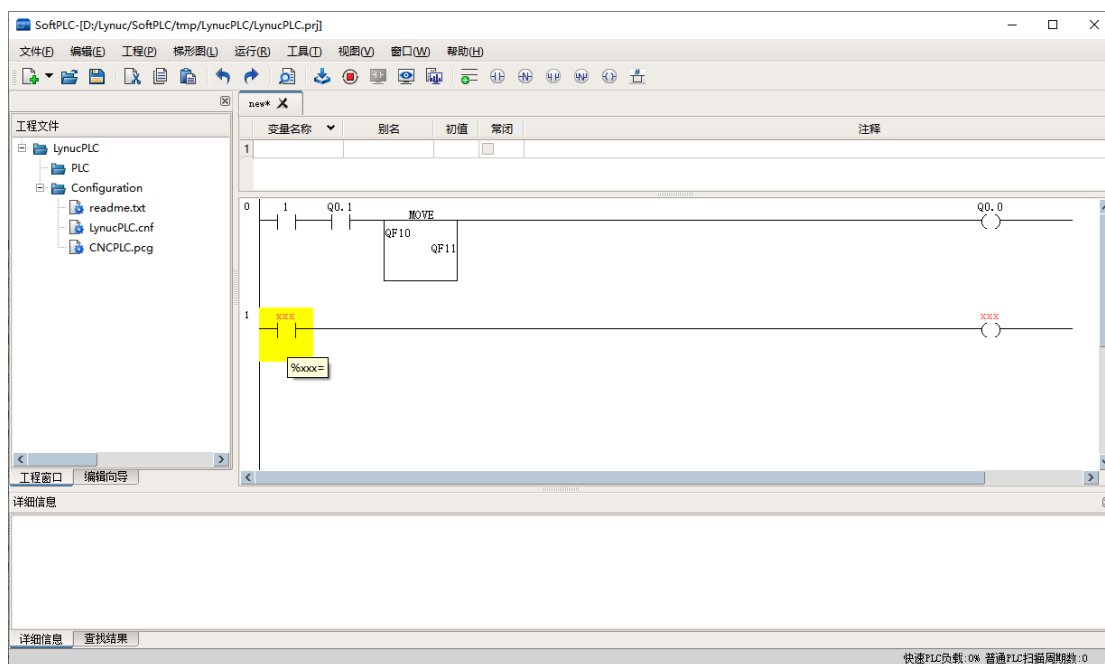 SoftPLC-[D:/Lynuc/SoftPLC/tmp/LynucPLC/LynucPLC.prj]
文件(F) 编辑(E) 工程(P) 梯形图(L) 运行(R) 工具(T) 视图(V) 窗口(W) 帮助(H)
new*
工程文件
LynucPLC
PLC
Configuration
readme.txt
LynucPLC.cnf
CNCPLC.pcg
工程窗口 编辑向导
变量名称 别名 初值 常闭 注释
1
0 1 Q0.1 MOVE Q0.0
QF10
QF11
1 xxx xxx
%xxx=
详细信息
详细信息 查找结果
快速PLC负载:0% 普通PLC扫描周期数:0